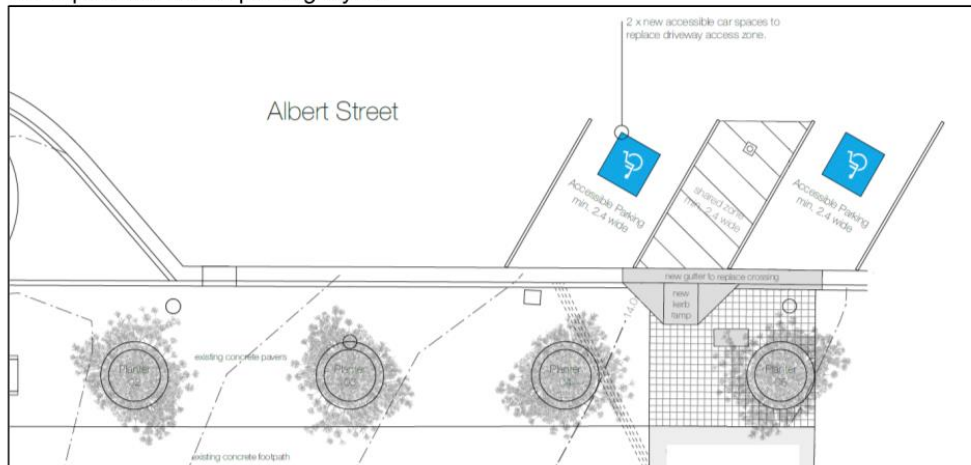 2 x new accessible car spaces to
replace driveway access zone.
Albert Street
Accessible Parking
min. 2.4 wide
shared zone
min. 2.4 wide
Accessible Parking
min. 2.4 wide
new gutter to replace crossing
new
kerb
ramp
existing concrete pavers
Planter
Planter
Planter
Planter
existing concrete footpath